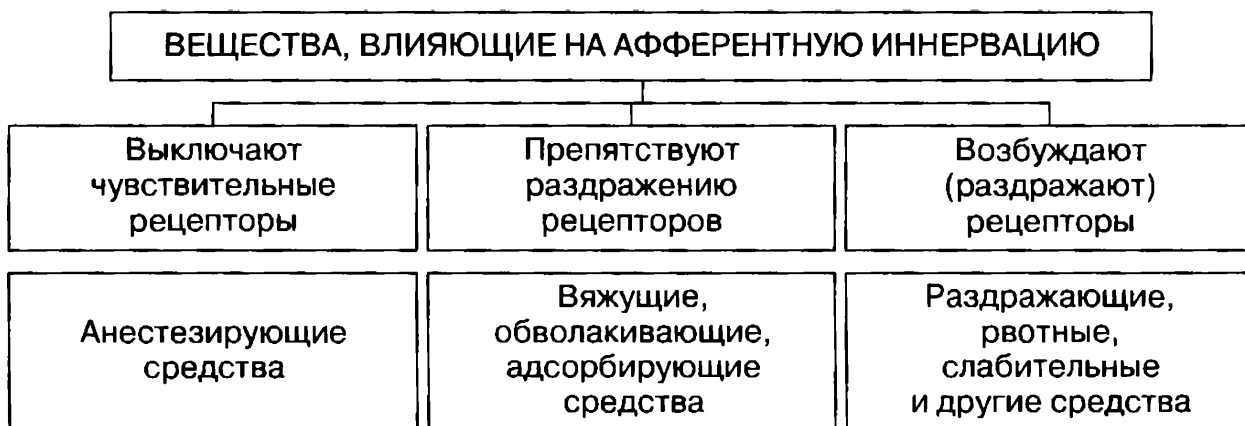 ВЕЩЕСТВА, ВЛИЯЮЩИЕ НА АФФЕРЕНТНУЮ ИННЕРВАЦИЮ
Выключают
чувствительные
рецепторы
Препятствуют
раздражению
рецепторов
Возбуждают
(раздражают)
рецепторы
Анестезирующие
средства
Вяжущие,
обволакивающие,
адсорбирующие
средства
Раздражающие,
рвотные,
слабительные
и другие средства